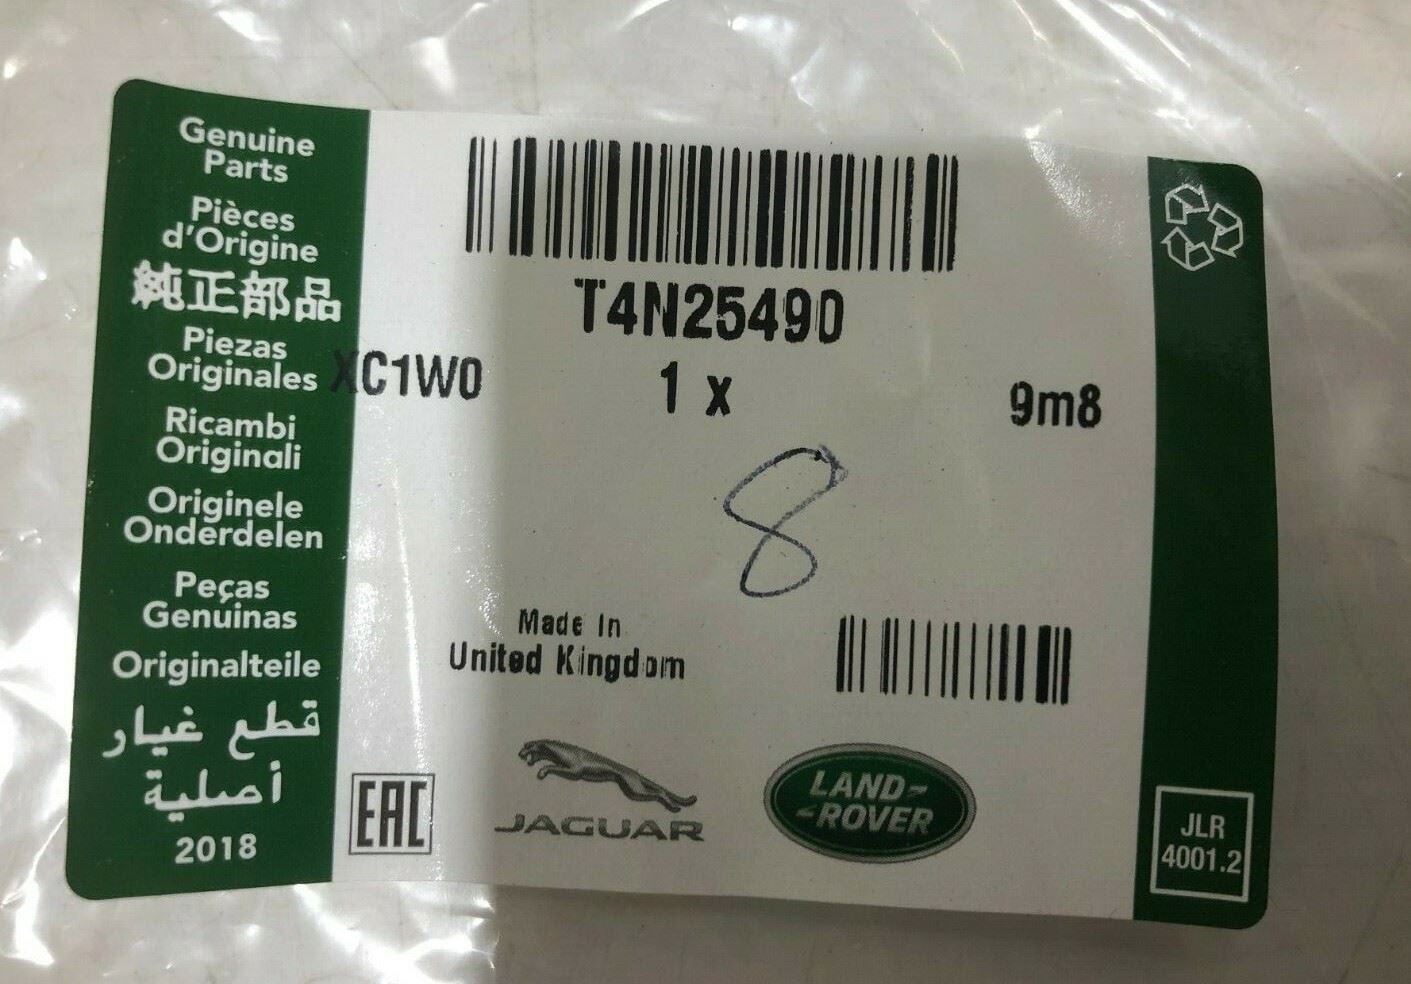 Genuine
Parts
Pièces
d'Origine
純正部品
Piezas
Originales
Ricambi
Originali
Originele
Onderdelen
Peças
Genuinas
Originalteile
قطع غيار
أصلية
2018
T4N25490
XC1W0 1 x 9m8
8
Made In
United Kingdom
EAC
JAGUAR
LAND-
-ROVER
JLR
4001.2